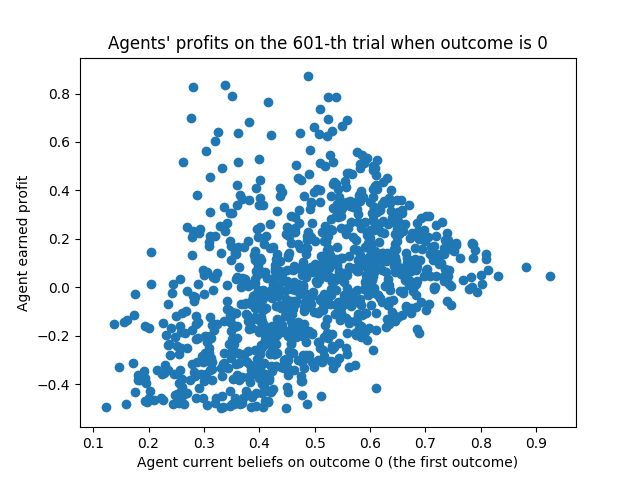 Agents' profits on the 601-th trial when outcome is 0
0.8
0.6
0.4
0.2
0.0
−0.2
−0.4
Agent earned profit
0.1 0.2 0.3 0.4 0.5 0.6 0.7 0.8 0.9
Agent current beliefs on outcome 0 (the first outcome)